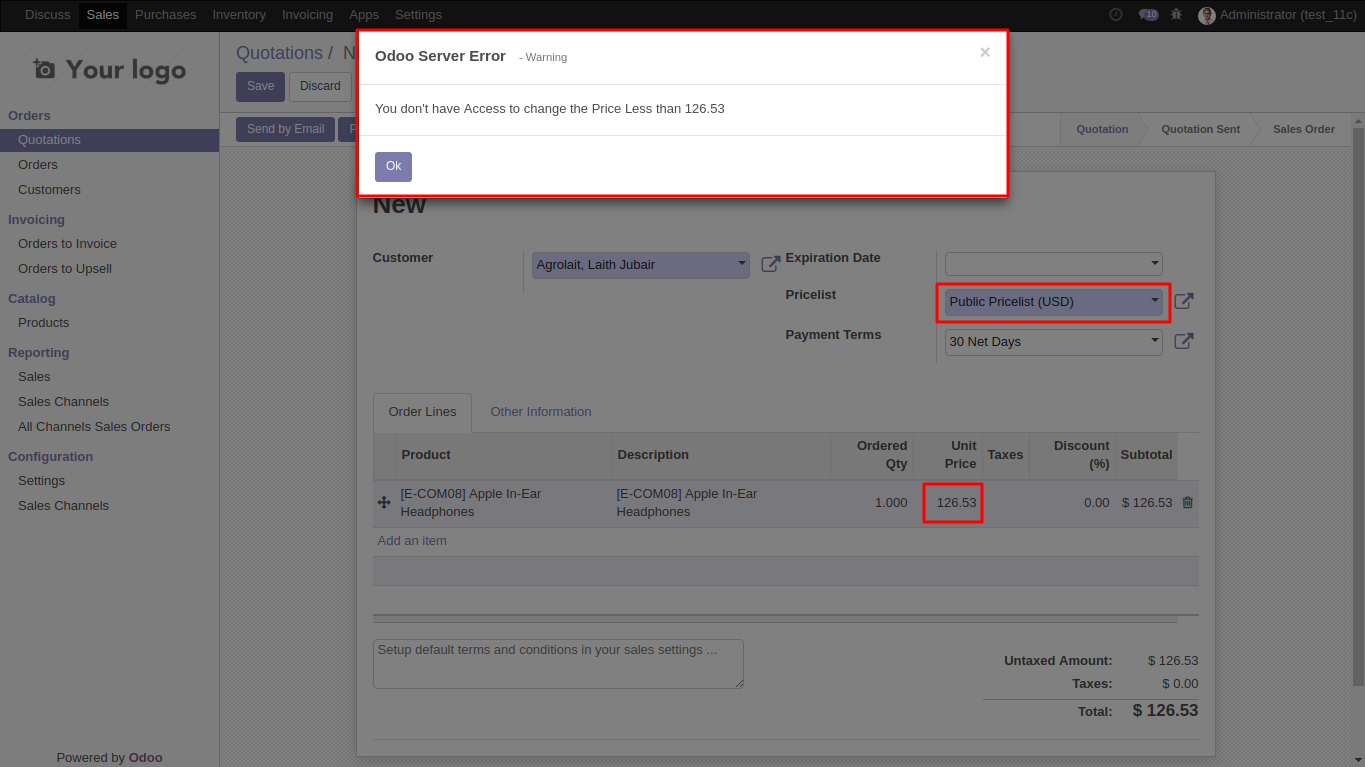 Discuss Sales Purchases Inventory Invoicing Apps Settings 10 Administrator (test_11c)
Your logo
Orders
Quotations
Orders
Customers
Invoicing
Orders to Invoice
Orders to Upsell
Catalog
Products
Reporting
Sales
Sales Channels
All Channels Sales Orders
Configuration
Settings
Sales Channels
Powered by Odoo
Quotations / N
Save Discard
Send by Email P
Quotation Quotation Sent Sales Order
Odoo Server Error - Warning ×
You don't have Access to change the Price Less than 126.53
Ok
New
Customer Agrolait, Laith Jubair
Expiration Date
Pricelist Public Pricelist (USD)
Payment Terms 30 Net Days
Order Lines Other Information
Product Description Ordered Qty Unit Price Taxes Discount (%) Subtotal
[E-COM08] Apple In-Ear Headphones [E-COM08] Apple In-Ear Headphones 1.000 126.53 0.00 $ 126.53
Add an item
Setup default terms and conditions in your sales settings ...
Untaxed Amount: $ 126.53
Taxes: $ 0.00
Total: $ 126.53